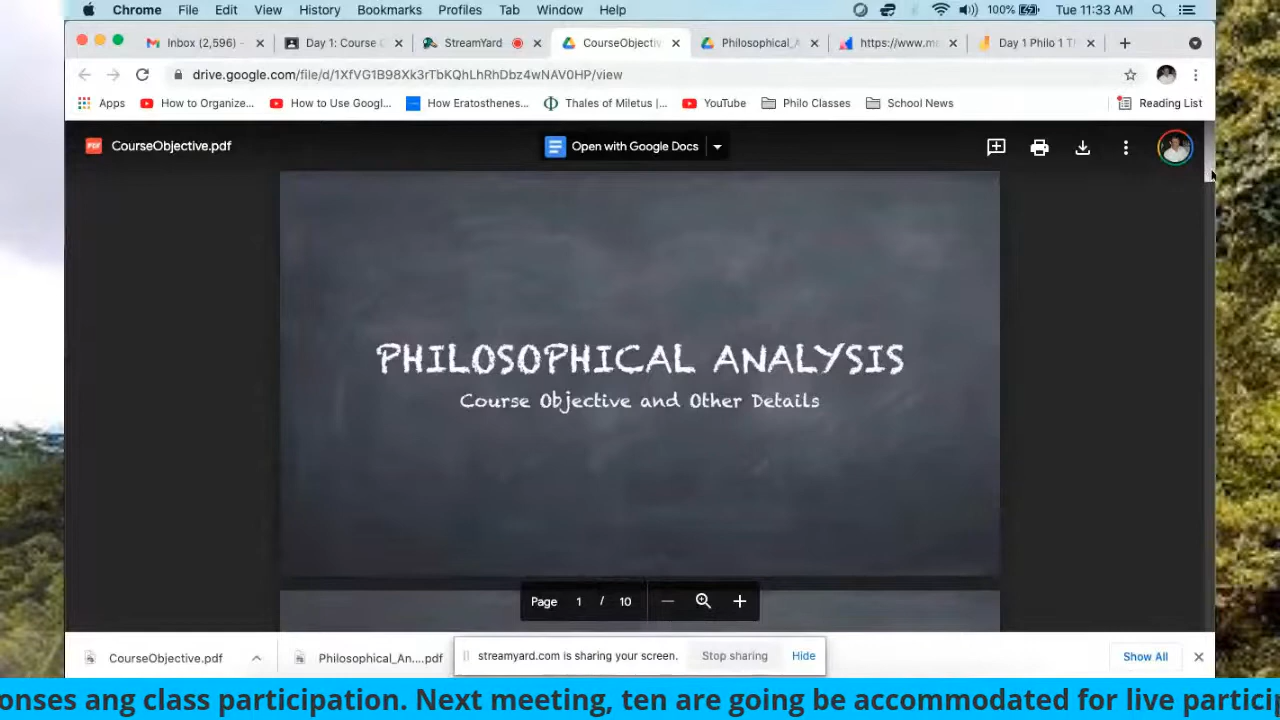 Chrome File Edit View History Bookmarks Profiles Tab Window Help 100% Tue 11:33 AM
Inbox (2,596) - Day 1: Course StreamYard CourseObjectiv Philosophical_A https://www.m Day 1 Philo 1 T
drive.google.com/file/d/1XfVG1B98Xk3rTbKQhLhRhDbz4wNAV0HP/view
Apps How to Organize... How to Use Googl... How Eratosthenes... Thales of Miletus |... YouTube Philo Classes School News Reading List
PDF CourseObjective.pdf Open with Google Docs
PHILOSOPHICAL ANALYSIS
Course Objective and Other Details
Page 1 / 10
CourseObjective.pdf Philosophical_An....pdf streamyard.com is sharing your screen. Stop sharing Hide Show All
onses ang class participation. Next meeting, ten are going be accommodated for live particip